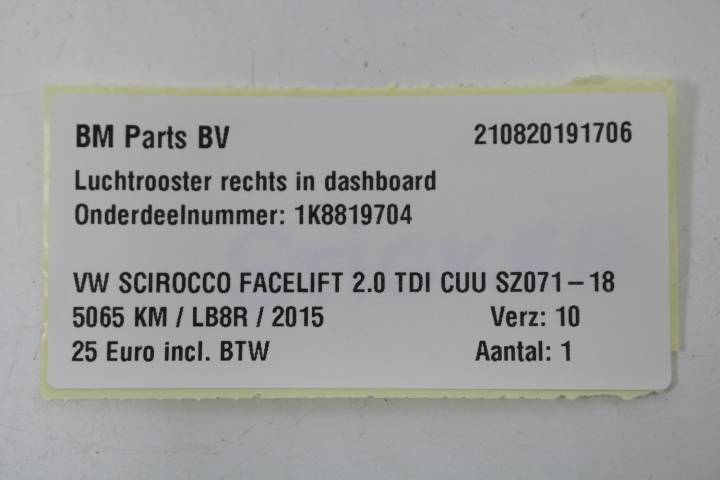 BM Parts BV 210820191706
Luchtrooster rechts in dashboard
Onderdeelnummer: 1K8819704
VW SCIROCCO FACELIFT 2.0 TDI CUU SZ071-18
5065 KM / LB8R / 2015 Verz: 10
25 Euro incl. BTW Aantal: 1